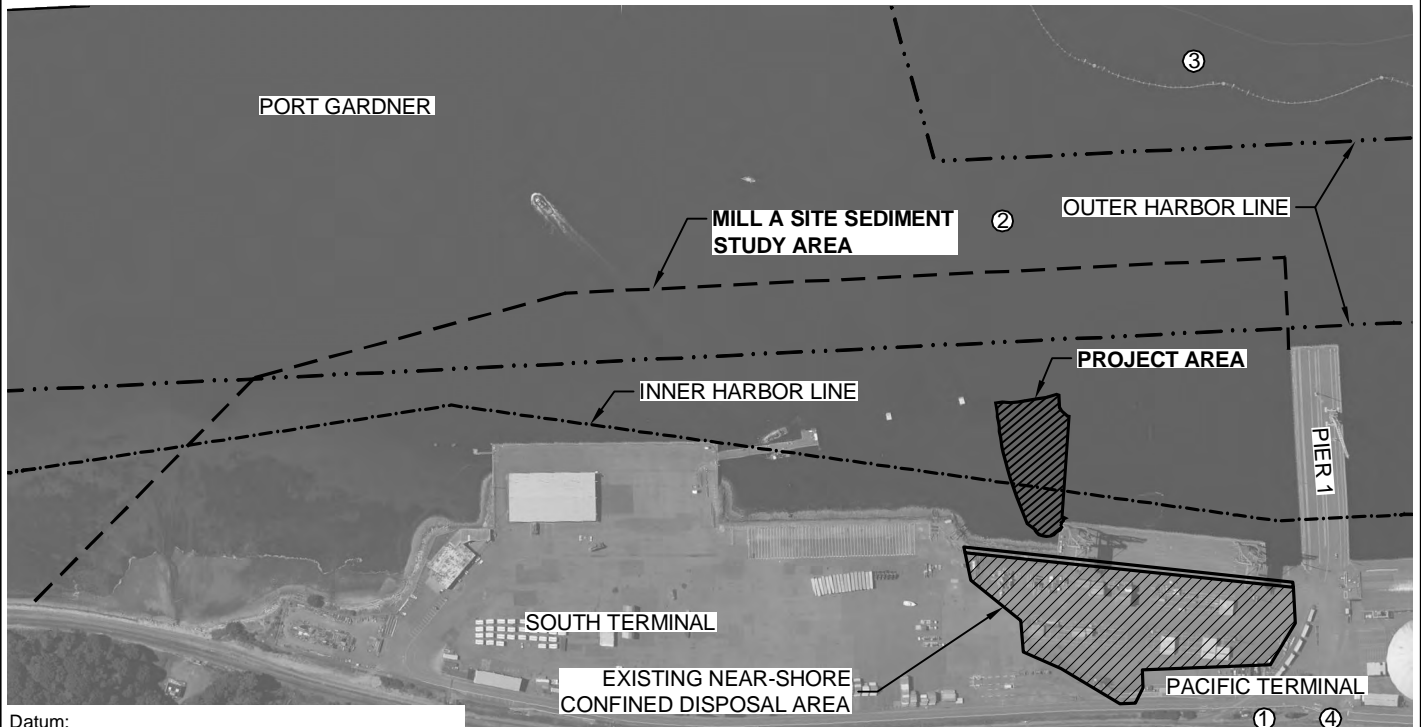 PORT GARDNER
3
MILL A SITE SEDIMENT
STUDY AREA
2
OUTER HARBOR LINE
PROJECT AREA
INNER HARBOR LINE
PIER 1
SOUTH TERMINAL
EXISTING NEAR-SHORE
CONFINED DISPOSAL AREA
PACIFIC TERMINAL
1
4
Datum: